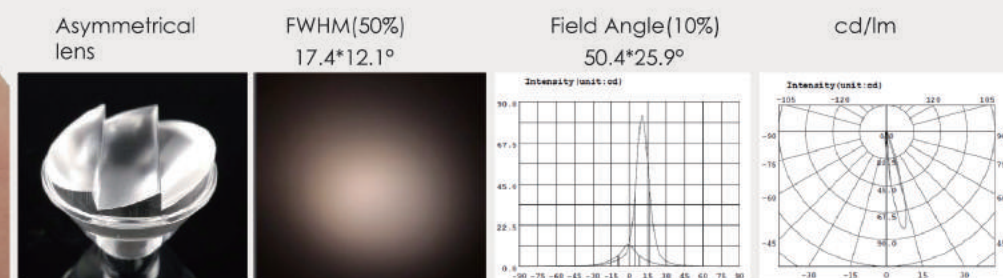 Asymmetrical
lens
FWHM(50%)
17.4*12.1°
Field Angle(10%)
50.4*25.9°
cd/lm
Intensity(unit:cd)
90.0
67.5
45.0
22.5
0.0
-90 -75 -60 -45 -30 -15 0 15 30 45 60 75 90
Intensity(unit:cd)
-105 -120 120 105
-90
-75
-45
45.0
67.5
90.0
-30 -15 0 15 30